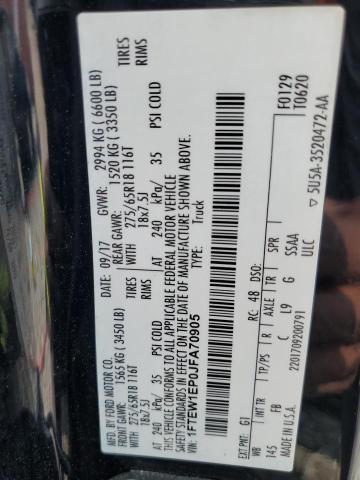 MFD. BY FORD MOTOR CO.
09/17 GVWR: 2994 KG ( 6600 LB)
FRONT GAWR: 1565 KG (3450 LB)
REAR GAWR: 1520 KG ( 3350 LB)
WITH 275/65R18 116T TIRES
18x7.5J RIMS
AT 240 kPa/ 35 PSI COLD
WITH 275/65R18 116T TIRES
18x7.5J RIMS
AT 240 kPa/ 35 PSI COLD
THIS VEHICLE CONFORMS TO ALL APPLICABLE FEDERAL MOTOR VEHICLE
SAFETY STANDARDS IN EFFECT ON THE DATE OF MANUFACTURE SHOWN ABOVE.
VIN: 1FTEW1EP0JFA70905
TYPE: Truck
F0129
T0620
EXT PNT: G1 RC: 48 DSO:
WB INT TR TP/PS R AXLE TR SPR
145 FB C L9 G SSAA
ULC
MADE IN U.S.A.
2201709200791
5U5A-3520472-AA